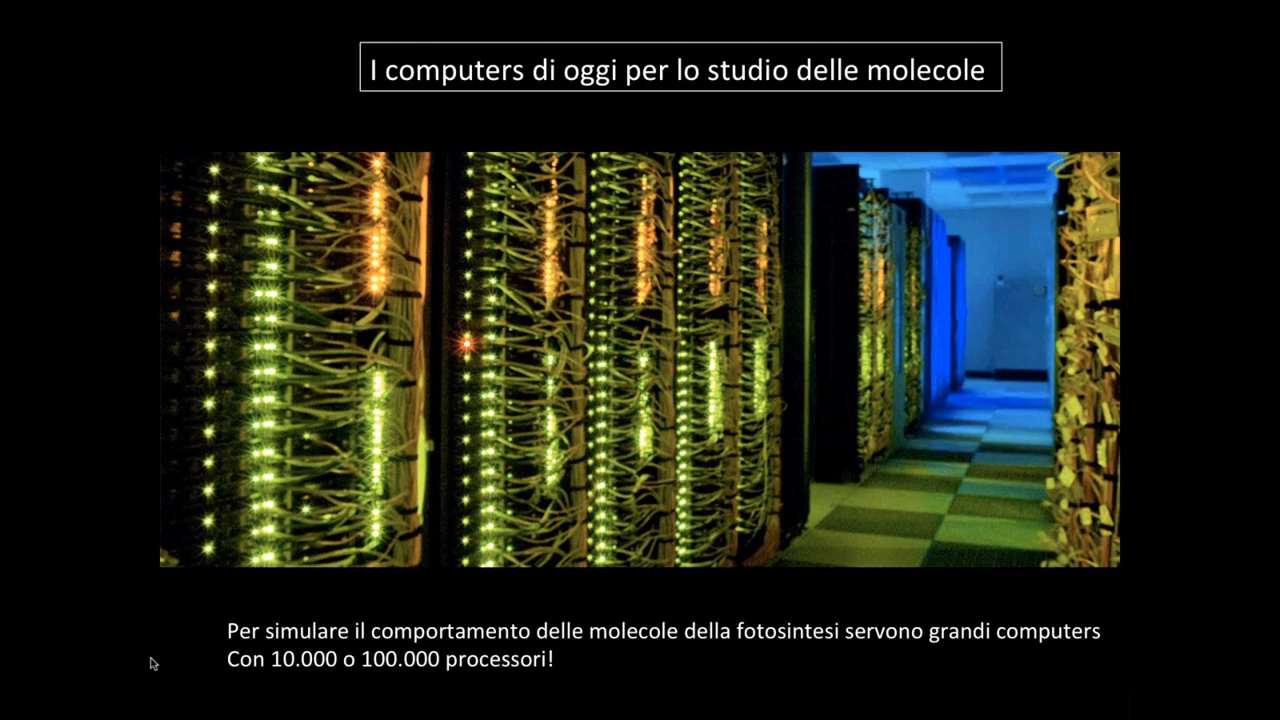 I computers di oggi per lo studio delle molecole
Per simulare il comportamento delle molecole della fotosintesi servono grandi computers
Con 10.000 o 100.000 processori!